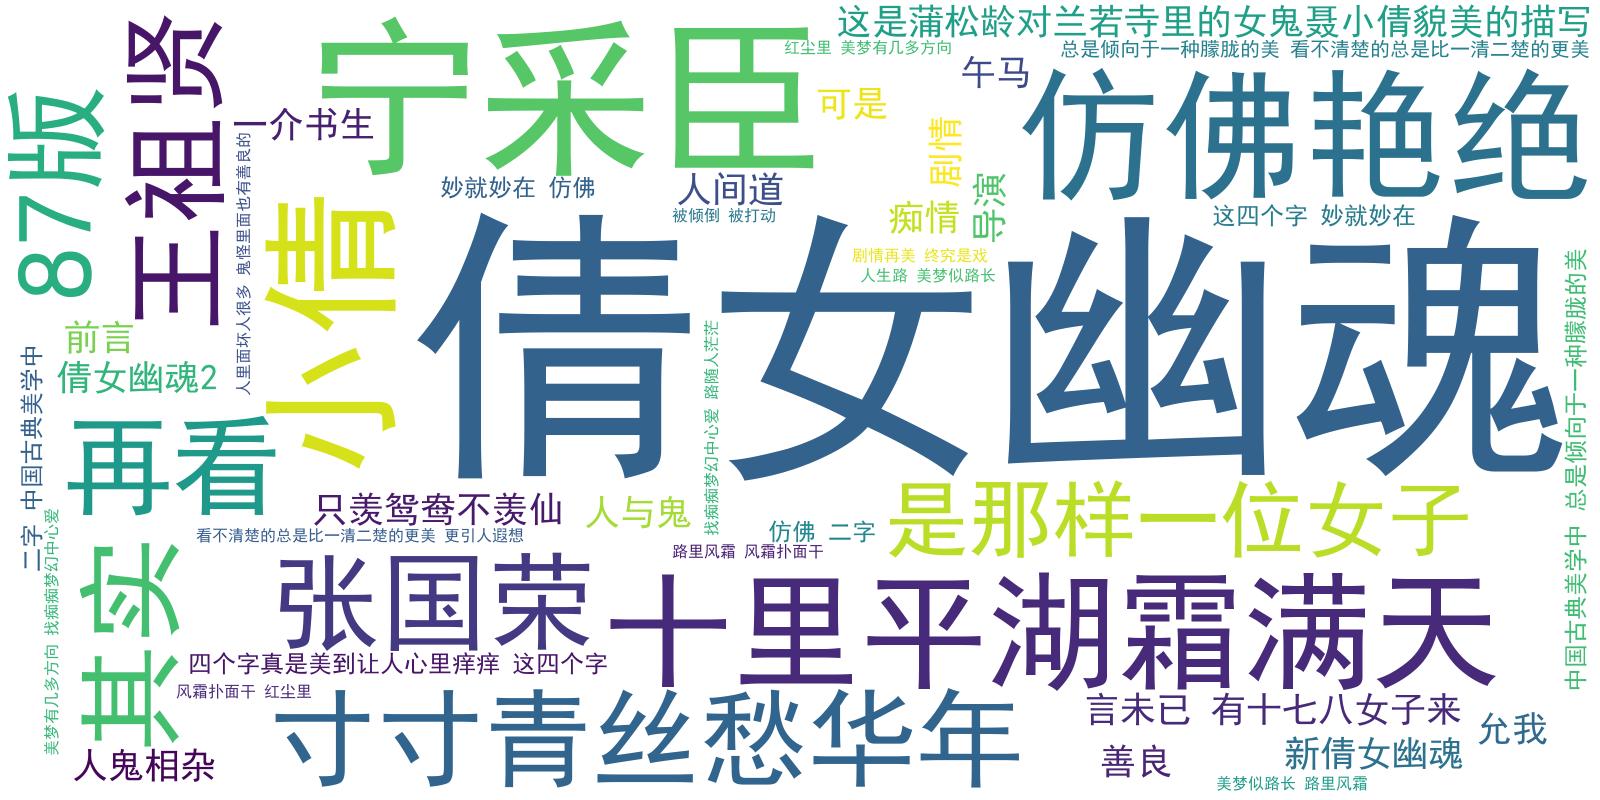 这是蒲松龄对兰若寺里的女鬼聂小倩貌美的描写
红尘里 美梦有几多方向
总是倾向于一种朦胧的美 看不清楚的总是比一清二楚的更美
王祖贤
宁采臣
午马
仿佛艳绝
87版
可是
一介书生
剧情
人里面坏人很多 鬼怪里面也有善良的
妙就妙在 仿佛
人间道
导演
小倩
痴情
被倾倒 被打动
这四个字 妙就妙在
倩女幽魂
剧情再美 终究是戏
人生路 美梦似路长
中国古典美学中 总是倾向于一种朦胧的美
前言
找痴痴梦幻中心爱 路随人茫茫
二字 中国古典美学中
倩女幽魂2
再看
是那样一位女子
只羡鸳鸯不羡仙
人与鬼
仿佛 二字
看不清楚的总是比一清二楚的更美 更引人遐想
美梦有几多方向 找痴痴梦幻中心爱
其实
路里风霜 风霜扑面干
张国荣
十里平湖霜满天
四个字真是美到让人心里痒痒 这四个字
风霜扑面干 红尘里
寸寸青丝愁华年
言未已 有十七八女子来
允我
新倩女幽魂
善良
人鬼相杂
美梦似路长 路里风霜